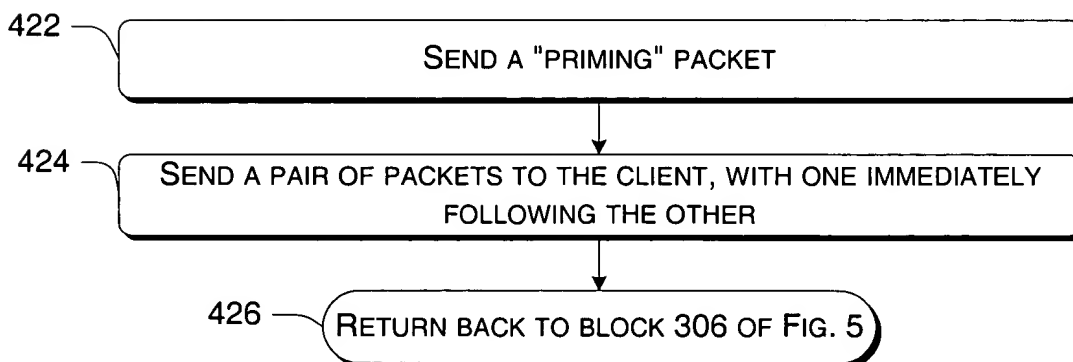 422
SEND A "PRIMING" PACKET
424
SEND A PAIR OF PACKETS TO THE CLIENT, WITH ONE IMMEDIATELY
FOLLOWING THE OTHER
426
RETURN BACK TO BLOCK 306 OF FIG. 5